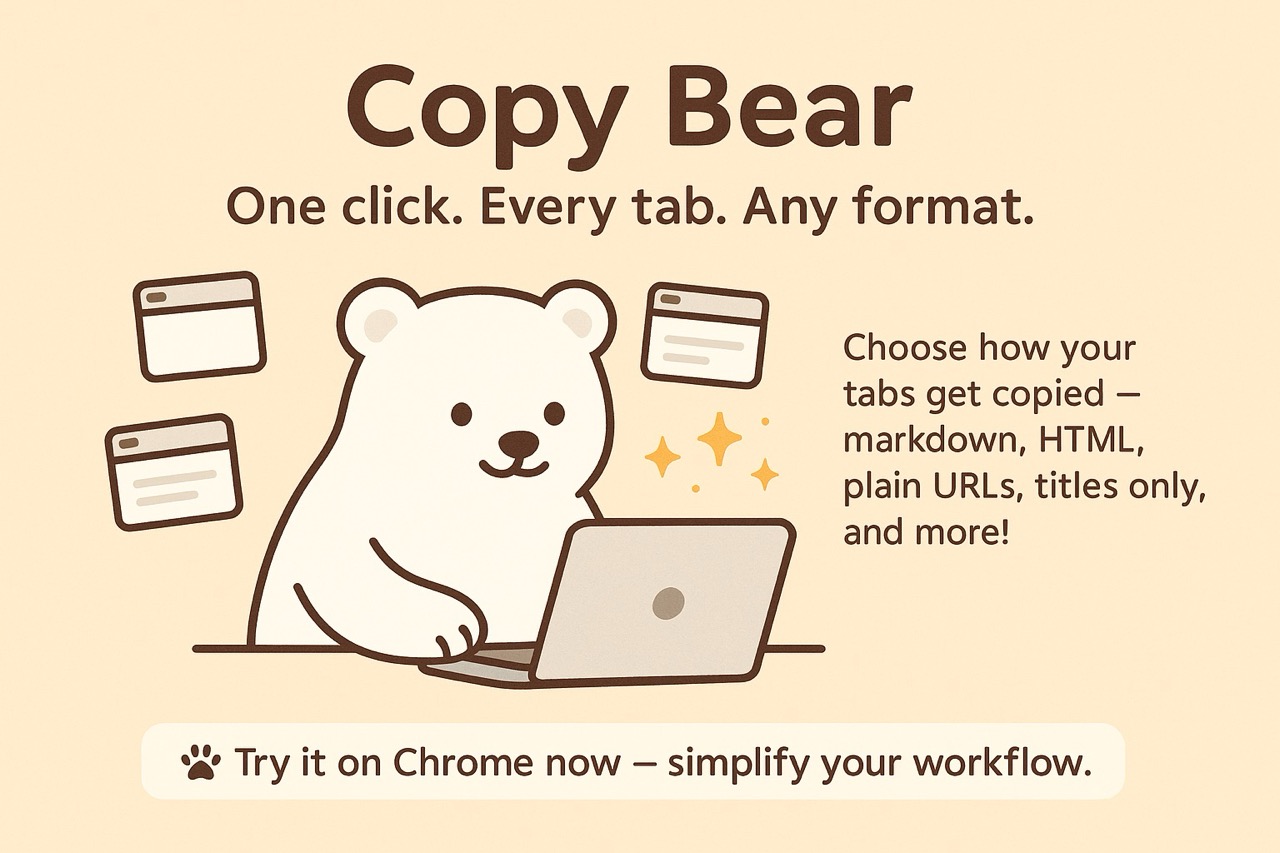 Copy Bear
One click. Every tab. Any format.
Choose how your
tabs get copied –
markdown, HTML,
plain URLs, titles only,
and more!
Try it on Chrome now – simplify your workflow.